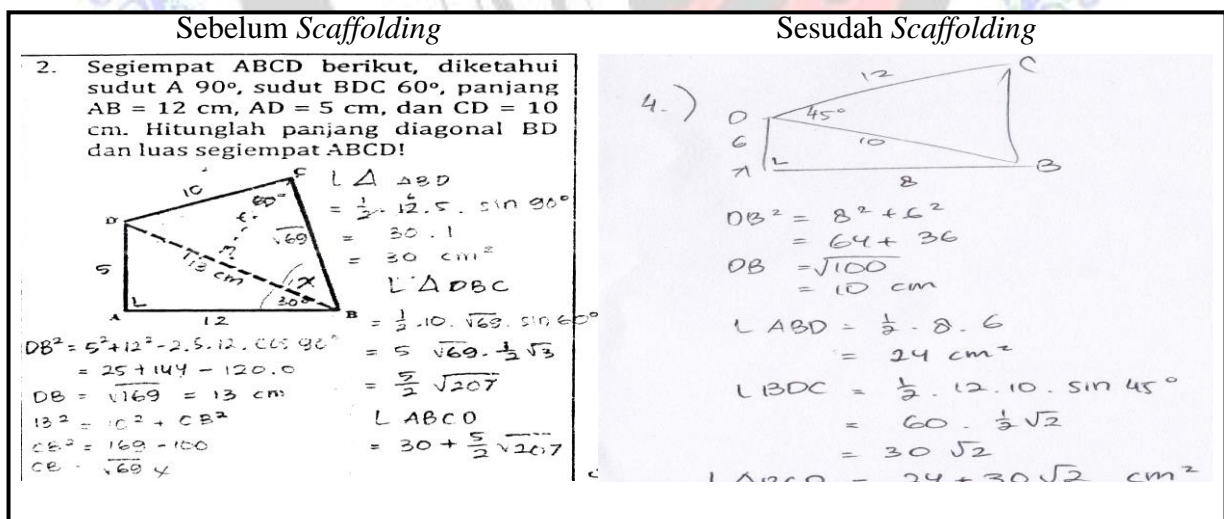 Sebelum Scaffolding
2. Segiempat ABCD berikut, diketahui
sudut A 90°, sudut BDC 60°, panjang
AB = 12 cm, AD = 5 cm, dan CD = 10
cm. Hitunglah panjang diagonal BD
dan luas segiempat ABCD!
10
C
60°
D
√69
13 cm
5
x
30°
A
12
B
DB² = 5² + 12² - 2.5.12. cos 90°
= 25 + 144 - 120.0
DB = √169 = 13 cm
13² = 10² + CB²
CB² = 169 - 100
CB = √69
L △ ABD
= 1/2 . 12 . 5 . sin 90°
= 30 . 1
= 30 cm²
L △ DBC
= 1/2 .10. √69. sin 60°
= 5 √69 . 1/2 √3
= 5/2 √207
L ABCD
= 30 + 5/2 √207
Sesudah Scaffolding
4.)
12
C
D
45°
6
10
A
8
B
DB² = 8² + 6²
= 64 + 36
DB = √100
= 10 cm
L ABD = 1/2 . 8 . 6
= 24 cm²
L BDC = 1/2 . 12 . 10 . sin 45°
= 60 . 1/2 √2
= 30 √2
L ABCD = 24 + 30 √2 cm²